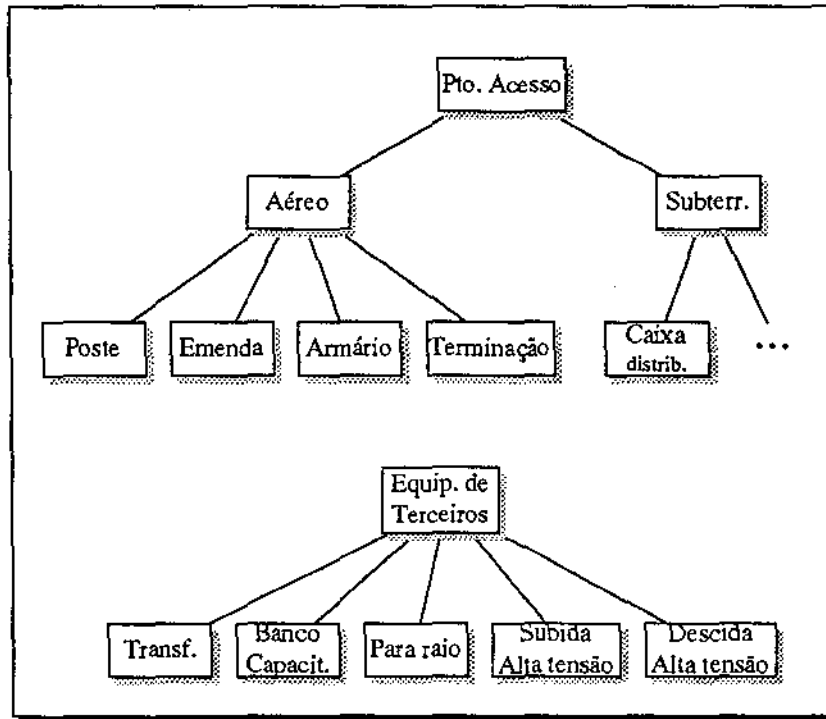 Pto. Acesso
Aéreo
Subterr.
Poste
Emenda
Armário
Terminação
Caixa
distrib.
...
Equip. de
Terceiros
Transf.
Banco
Capacit.
Para raio
Subida
Alta tensão
Descida
Alta tensão